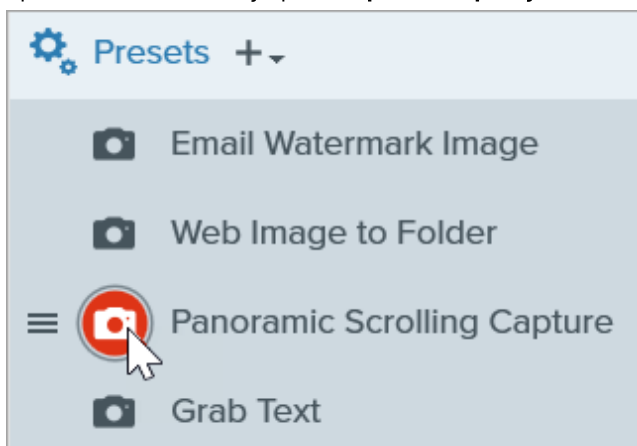 Presets
Email Watermark Image
Web Image to Folder
Panoramic Scrolling Capture
Grab Text